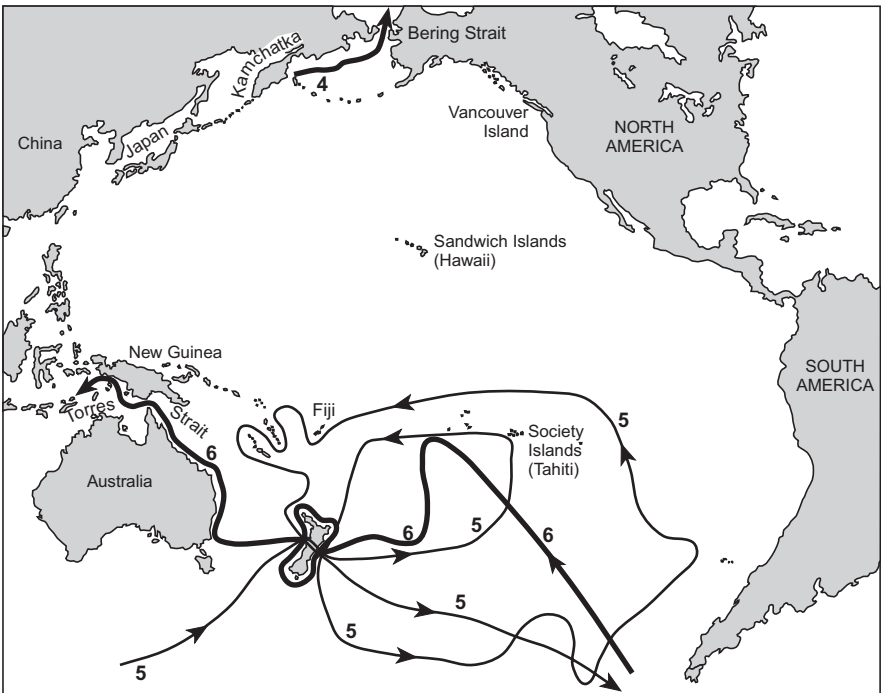 Bering Strait
Kamchatka
4
Vancouver
Island
NORTH
AMERICA
China
Japan
Sandwich Islands
(Hawaii)
New Guinea
SOUTH
AMERICA
Torres
Strait
Fiji
5
Society
Islands
(Tahiti)
6
Australia
6
5
6
5
5
5